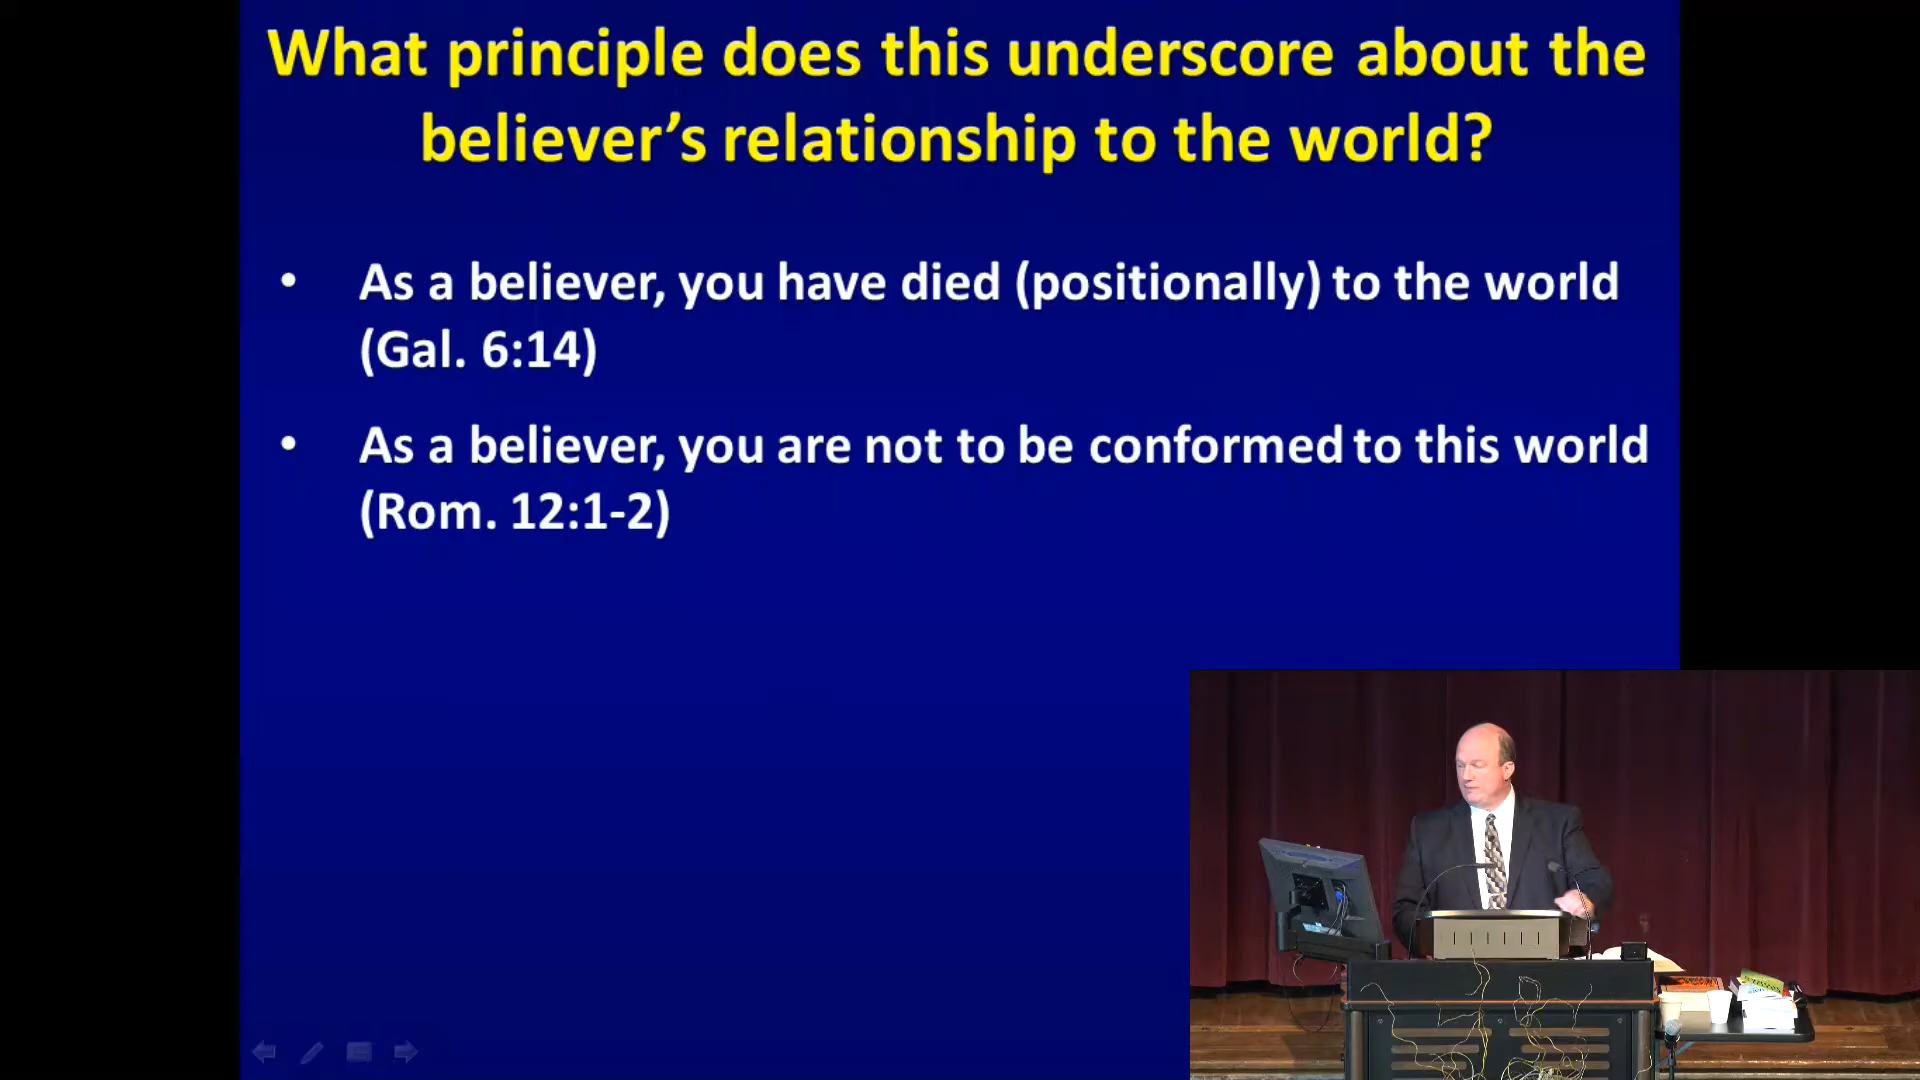 What principle does this underscore about the
believer’s relationship to the world?
• As a believer, you have died (positionally) to the world
(Gal. 6:14)
• As a believer, you are not to be conformed to this world
(Rom. 12:1-2)